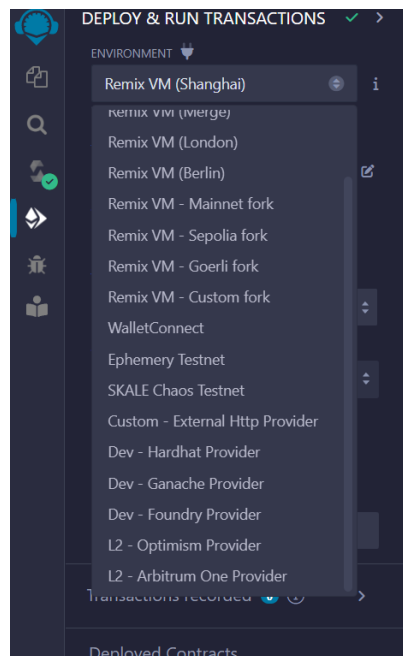 DEPLOY & RUN TRANSACTIONS
ENVIRONMENT
Remix VM (Shanghai)
i
Remix VM (Merge)
Remix VM (London)
Remix VM (Berlin)
Remix VM - Mainnet fork
Remix VM - Sepolia fork
Remix VM - Goerli fork
Remix VM - Custom fork
WalletConnect
Ephemery Testnet
SKALE Chaos Testnet
Custom - External Http Provider
Dev - Hardhat Provider
Dev - Ganache Provider
Dev - Foundry Provider
L2 - Optimism Provider
L2 - Arbitrum One Provider
Transactions recorded
Deployed Contracts